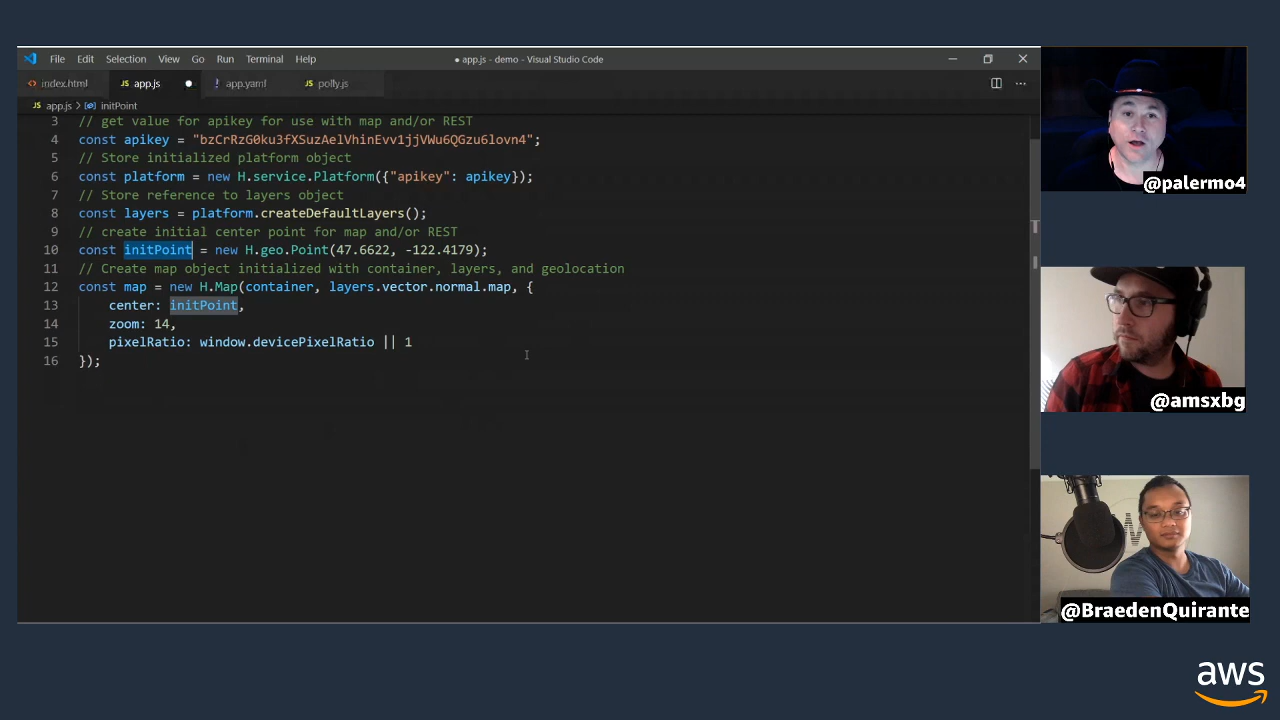 File Edit Selection View Go Run Terminal Help
● app.js - demo - Visual Studio Code
<> index.html
JS app.js ●
! app.yaml
JS polly.js
JS app.js > initPoint
3 // get value for apikey for use with map and/or REST
4 const apikey = "bzCrRzG0ku3fXSuzAelVhinEvv1jjVWu6QGzu6lovn4";
5 // Store initialized platform object
6 const platform = new H.service.Platform({"apikey": apikey});
7 // Store reference to layers object
8 const layers = platform.createDefaultLayers();
9 // create initial center point for map and/or REST
10 const initPoint = new H.geo.Point(47.6622, -122.4179);
11 // Create map object initialized with container, layers, and geolocation
12 const map = new H.Map(container, layers.vector.normal.map, {
13 center: initPoint,
14 zoom: 14,
15 pixelRatio: window.devicePixelRatio || 1
16 });
@palermo4
@amsxbg
@BraedenQuirante
aws